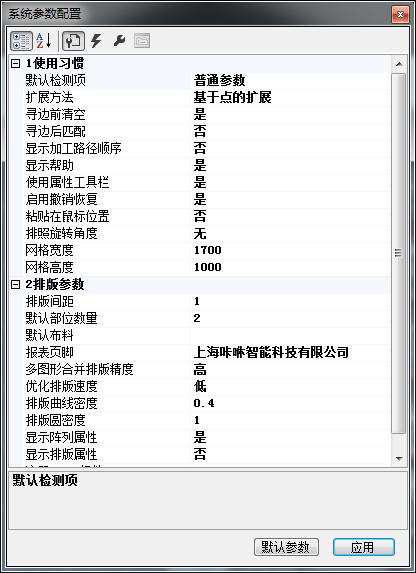 系统参数配置
1使用习惯
默认检测项 普通参数
扩展方法 基于点的扩展
寻边前清空 是
寻边后匹配 否
显示加工路径顺序 否
显示帮助 是
使用属性工具栏 是
启用撤销恢复 是
粘贴在鼠标位置 否
排照旋转角度 无
网格宽度 1700
网格高度 1000
2排版参数
排版间距 1
默认部位数量 2
默认布料
报表页脚 上海咔咻智能科技有限公司
多图形合并排版精度 高
优化排版速度 低
排版曲线密度 0.4
排版圆密度 1
显示阵列属性 是
显示排版属性 否
默认检测项
默认参数 应用